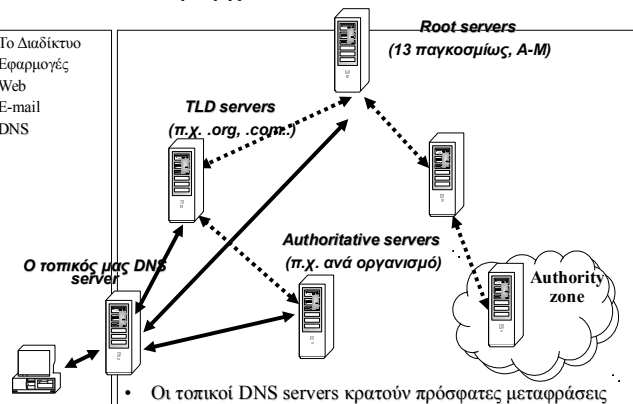 Το Διαδίκτυο
Εφαρμογές
Web
E-mail
DNS
Root servers
(13 παγκοσμίως, A-M)
TLD servers
(π.χ. .org, .com..)
Authoritative servers
(π.χ. ανά οργανισμό)
Ο τοπικός μας DNS
server
Authority
zone
• Οι τοπικοί DNS servers κρατούν πρόσφατες μεταφράσεις